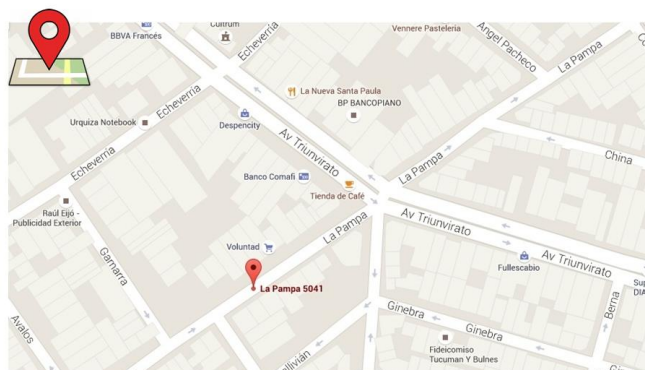 BBVA Francés
Cultrum
Vennere Pasteleria
Angel Pacheco
La Pampa
Echeverria
La Nueva Santa Paula
BP BANCOPIANO
Urquiza Notebook
Echeverria
Despencity
Av Triunvirato
China
Echeverria
Banco Comafi
La Pampa
Tienda de Café
Raúl Eijó -
Publicidad Exterior
Gamarra
Voluntad
La Pampa
Av Triunvirato
Av Triunvirato
Fullescabio
La Pampa 5041
Berna
Sup
DIA
Avalos
Ginebra
Ginebra
Fideicomiso
Tucuman Y Bulnes